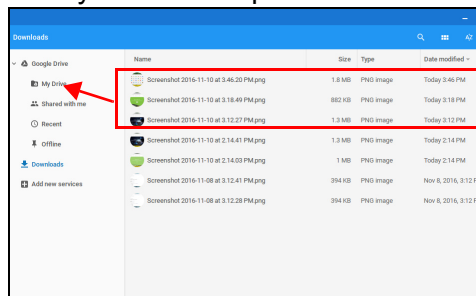 Downloads
Name Size Type Date modified
Google Drive
My Drive
Shared with me
Recent
Offline
Downloads
Add new services
Screenshot 2016-11-10 at 3.46.20 PM.png 1.8 MB PNG image Today 3:46 PM
Screenshot 2016-11-10 at 3.18.49 PM.png 882 KB PNG image Today 3:18 PM
Screenshot 2016-11-10 at 3.12.27 PM.png 1.3 MB PNG image Today 3:12 PM
Screenshot 2016-11-10 at 2.14.41 PM.png 1.3 MB PNG image Today 2:14 PM
Screenshot 2016-11-10 at 2.14.03 PM.png 1 MB PNG image Today 2:14 PM
Screenshot 2016-11-08 at 3.12.41 PM.png 394 KB PNG image Nov 8, 2016, 3:12 P
Screenshot 2016-11-08 at 3.12.28 PM.png 394 KB PNG image Nov 8, 2016, 3:12 P